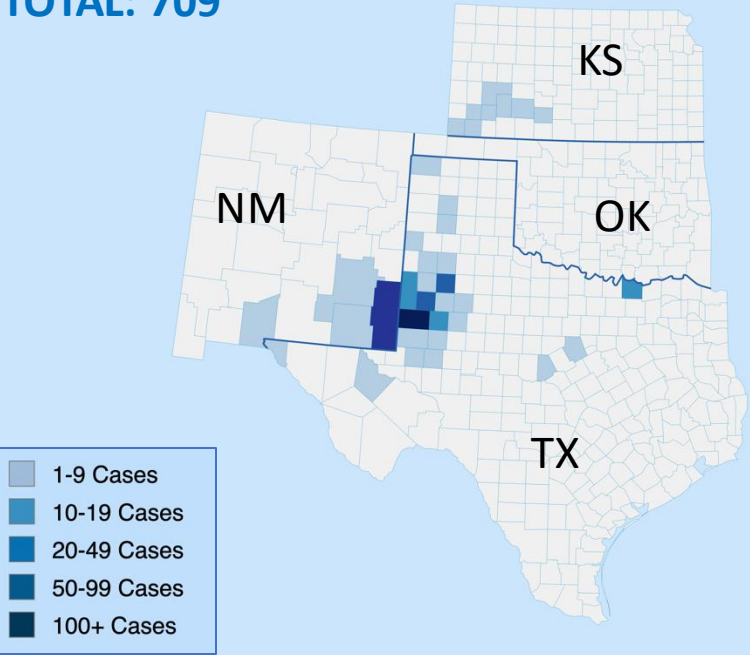 TOTAL: 709
KS
NM
OK
TX
1-9 Cases
10-19 Cases
20-49 Cases
50-99 Cases
100+ Cases